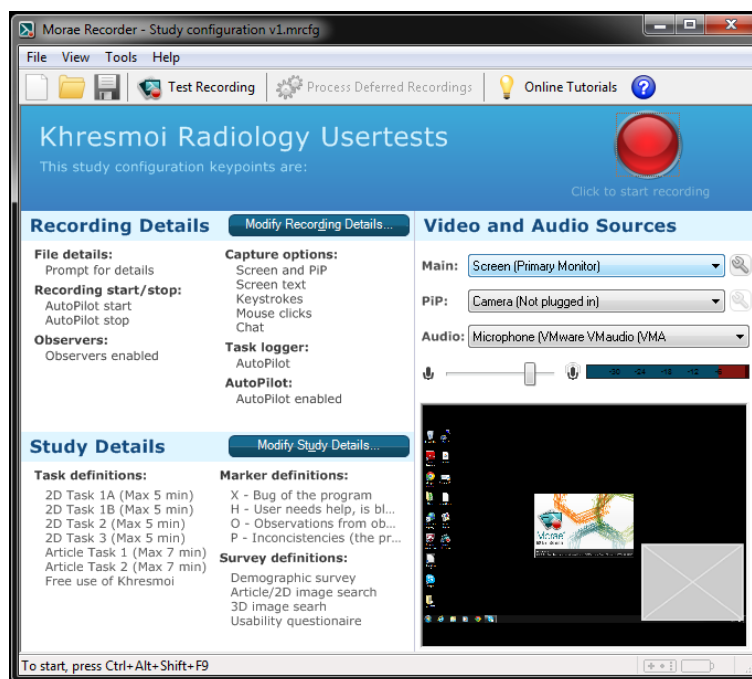 Morae Recorder - Study configuration v1.mrcfg
File View Tools Help
Test Recording Process Deferred Recordings Online Tutorials
Khresmoi Radiology Usertests
This study configuration keypoints are:
Click to start recording
Recording Details
Modify Recording Details...
File details:
Prompt for details
Recording start/stop:
AutoPilot start
AutoPilot stop
Observers:
Observers enabled
Capture options:
Screen and PiP
Screen text
Keystrokes
Mouse clicks
Chat
Task logger:
AutoPilot
AutoPilot:
AutoPilot enabled
Video and Audio Sources
Main: Screen (Primary Monitor)
PiP: Camera (Not plugged in)
Audio: Microphone (VMware VMaudio (VMA
-30 -24 -18 -12 -6
Morae
Study Details
Modify Study Details...
Task definitions:
2D Task 1A (Max 5 min)
2D Task 1B (Max 5 min)
2D Task 2 (Max 5 min)
2D Task 3 (Max 5 min)
Article Task 1 (Max 7 min)
Article Task 2 (Max 7 min)
Free use of Khresmoi
Marker definitions:
X - Bug of the program
H - User needs help, is bl...
O - Observations from ob...
P - Inconcistencies (the pr...
Survey definitions:
Demographic survey
Article/2D image search
3D image searh
Usability questionaire
To start, press Ctrl+Alt+Shift+F9